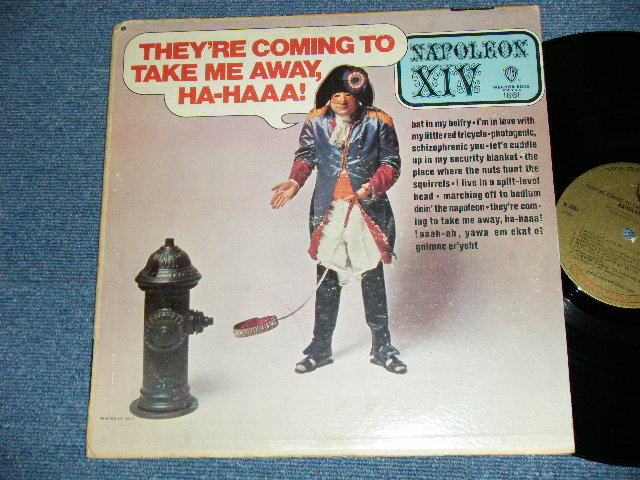 THEY'RE COMING TO
TAKE ME AWAY,
HA-HAAA!
NAPOLEON
XIV
WARNER BROS
1661
bat in my belfry • i'm in love with
my little red tricycle • photogenic,
schizophrenic you • let's cuddle
up in my security blanket • the
place where the nuts hunt the
squirrels • i live in a split-level
head • marching off to bedlam
doin' the napoleon • they're com-
ing to take me away, ha-haaa!
!aaah-ah, yawa em ekat ot
gnimoc er'yeht
PRINTED IN U.S.A.